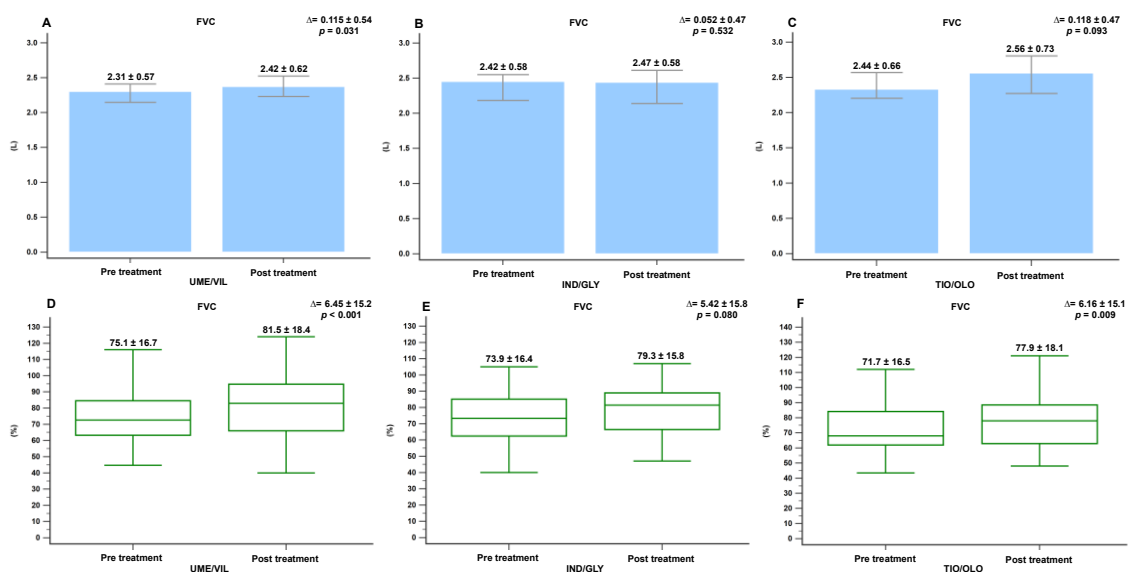 A
FVC
Δ= 0.115 ± 0.54
p = 0.031
3.0
2.5
2.0
1.5
1.0
0.5
0.0
(L)
2.31 ± 0.57
2.42 ± 0.62
Pre treatment
Post treatment
UME/VIL
B
FVC
Δ= 0.052 ± 0.47
p = 0.532
3.0
2.5
2.0
1.5
1.0
0.5
0.0
(L)
2.42 ± 0.58
2.47 ± 0.58
Pre treatment
Post treatment
IND/GLY
C
FVC
Δ= 0.118 ± 0.47
p = 0.093
3.0
2.5
2.0
1.5
1.0
0.5
0.0
(L)
2.44 ± 0.66
2.56 ± 0.73
Pre treatment
Post treatment
TIO/OLO
D
FVC
Δ= 6.45 ± 15.2
p < 0.001
130
120
110
100
90
80
70
60
50
40
30
20
10
0
(%)
75.1 ± 16.7
81.5 ± 18.4
Pre treatment
Post treatment
UME/VIL
E
FVC
Δ= 5.42 ± 15.8
p = 0.080
130
120
110
100
90
80
70
60
50
40
30
20
10
0
(%)
73.9 ± 16.4
79.3 ± 15.8
Pre treatment
Post treatment
IND/GLY
F
FVC
Δ= 6.16 ± 15.1
p = 0.009
140
130
120
110
100
90
80
70
60
50
40
30
20
10
0
(%)
71.7 ± 16.5
77.9 ± 18.1
Pre treatment
Post treatment
TIO/OLO